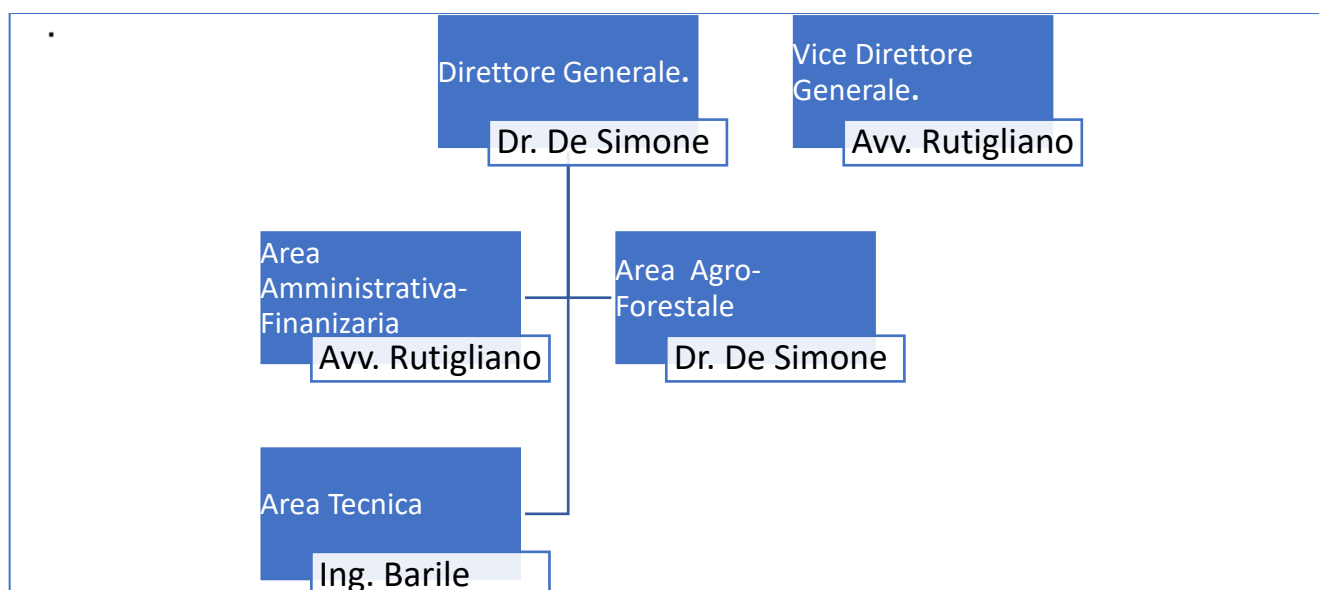 Direttore Generale.
Dr. De Simone
Vice Direttore
Generale.
Avv. Rutigliano
Area
Amministrativa-
Finanizaria
Avv. Rutigliano
Area Agro-
Forestale
Dr. De Simone
Area Tecnica
Ing. Barile